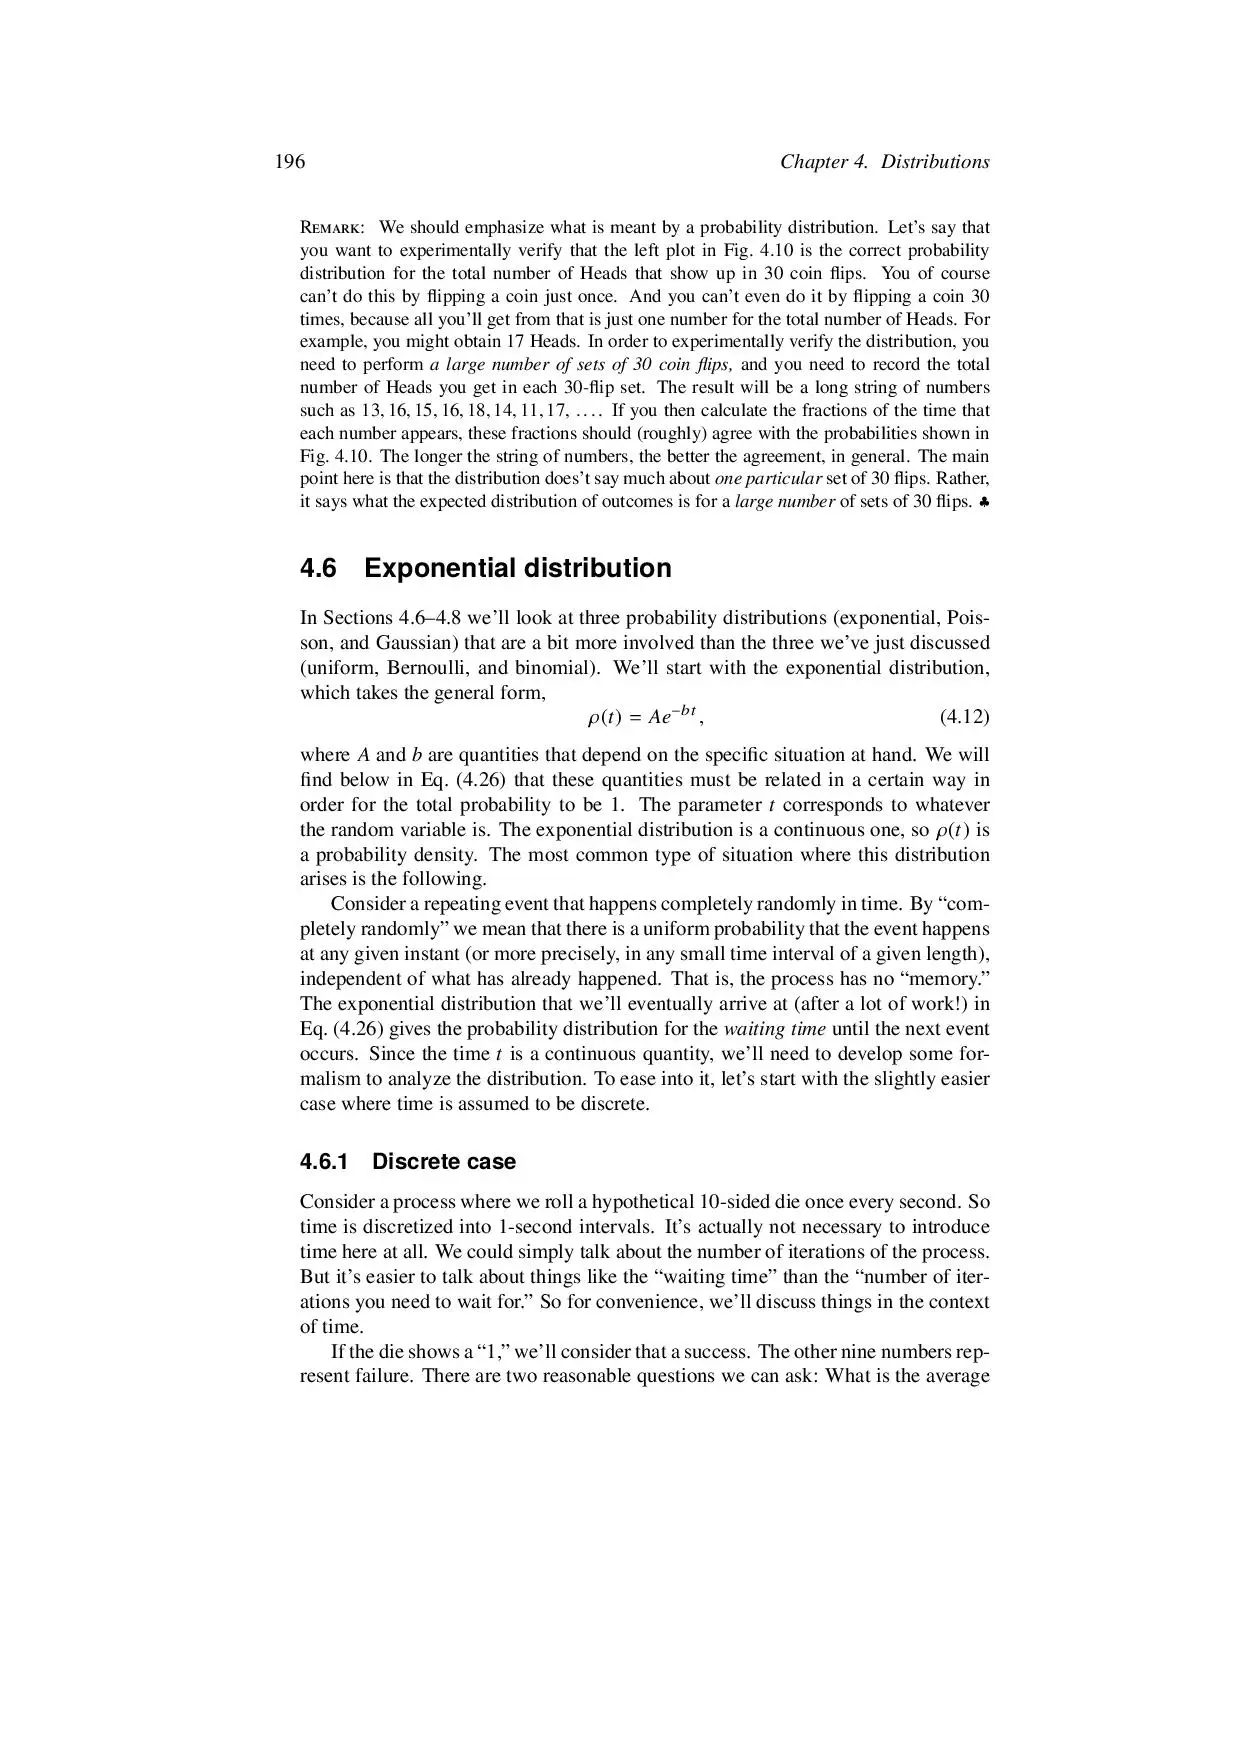 196 Chapter 4. Distributions
REMARK: We should emphasize what is meant by a probability distribution. Let's say that
you want to experimentally verify that the left plot in Fig. 4.10 is the correct probability
distribution for the total number of Heads that show up in 30 coin flips. You of course
can't do this by flipping a coin just once. And you can't even do it by flipping a coin 30
times, because all you'll get from that is just one number for the total number of Heads. For
example, you might obtain 17 Heads. In order to experimentally verify the distribution, you
need to perform a large number of sets of 30 coin flips, and you need to record the total
number of Heads you get in each 30-flip set. The result will be a long string of numbers
such as 13, 16, 15, 16, 18, 14, 11, 17, .... If you then calculate the fractions of the time that
each number appears, these fractions should (roughly) agree with the probabilities shown in
Fig. 4.10. The longer the string of numbers, the better the agreement, in general. The main
point here is that the distribution does't say much about one particular set of 30 flips. Rather,
it says what the expected distribution of outcomes is for a large number of sets of 30 flips. ♣
4.6 Exponential distribution
In Sections 4.6–4.8 we'll look at three probability distributions (exponential, Pois-
son, and Gaussian) that are a bit more involved than the three we've just discussed
(uniform, Bernoulli, and binomial). We'll start with the exponential distribution,
which takes the general form,
ρ(t) = Ae^{−bt}, (4.12)
where A and b are quantities that depend on the specific situation at hand. We will
find below in Eq. (4.26) that these quantities must be related in a certain way in
order for the total probability to be 1. The parameter t corresponds to whatever
the random variable is. The exponential distribution is a continuous one, so ρ(t) is
a probability density. The most common type of situation where this distribution
arises is the following.
Consider a repeating event that happens completely randomly in time. By “com-
pletely randomly” we mean that there is a uniform probability that the event happens
at any given instant (or more precisely, in any small time interval of a given length),
independent of what has already happened. That is, the process has no “memory.”
The exponential distribution that we'll eventually arrive at (after a lot of work!) in
Eq. (4.26) gives the probability distribution for the waiting time until the next event
occurs. Since the time t is a continuous quantity, we'll need to develop some for-
malism to analyze the distribution. To ease into it, let's start with the slightly easier
case where time is assumed to be discrete.
4.6.1 Discrete case
Consider a process where we roll a hypothetical 10-sided die once every second. So
time is discretized into 1-second intervals. It's actually not necessary to introduce
time here at all. We could simply talk about the number of iterations of the process.
But it's easier to talk about things like the “waiting time” than the “number of iter-
ations you need to wait for.” So for convenience, we'll discuss things in the context
of time.
If the die shows a “1,” we'll consider that a success. The other nine numbers rep-
resent failure. There are two reasonable questions we can ask: What is the average